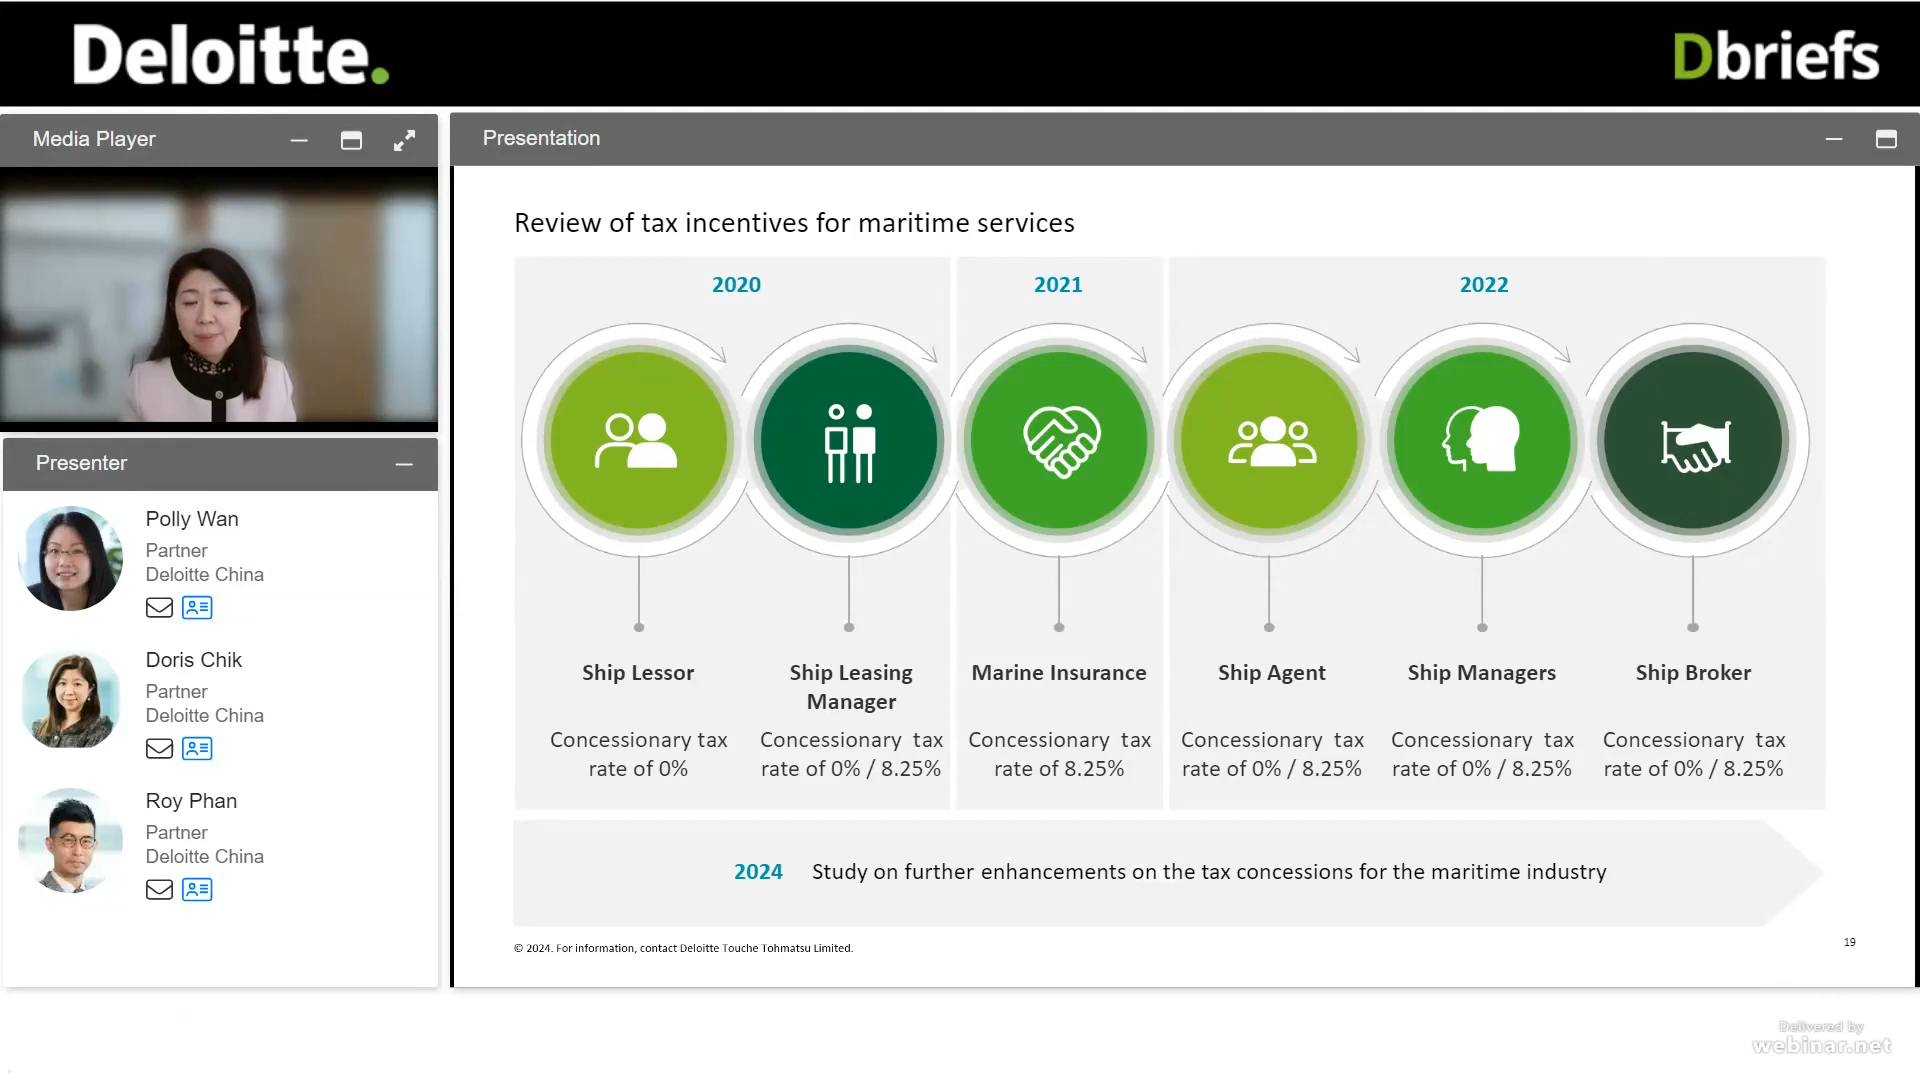 Deloitte.
Dbriefs
Media Player
Presenter
Polly Wan
Partner
Deloitte China
Doris Chik
Partner
Deloitte China
Roy Phan
Partner
Deloitte China
Presentation
Review of tax incentives for maritime services
2020
2021
2022
Ship Lessor
Concessionary tax
rate of 0%
Ship Leasing
Manager
Concessionary tax
rate of 0% / 8.25%
Marine Insurance
Concessionary tax
rate of 8.25%
Ship Agent
Concessionary tax
rate of 0% / 8.25%
Ship Managers
Concessionary tax
rate of 0% / 8.25%
Ship Broker
Concessionary tax
rate of 0% / 8.25%
2024 Study on further enhancements on the tax concessions for the maritime industry
© 2024. For information, contact Deloitte Touche Tohmatsu Limited.
19
Delivered by
webinar.net